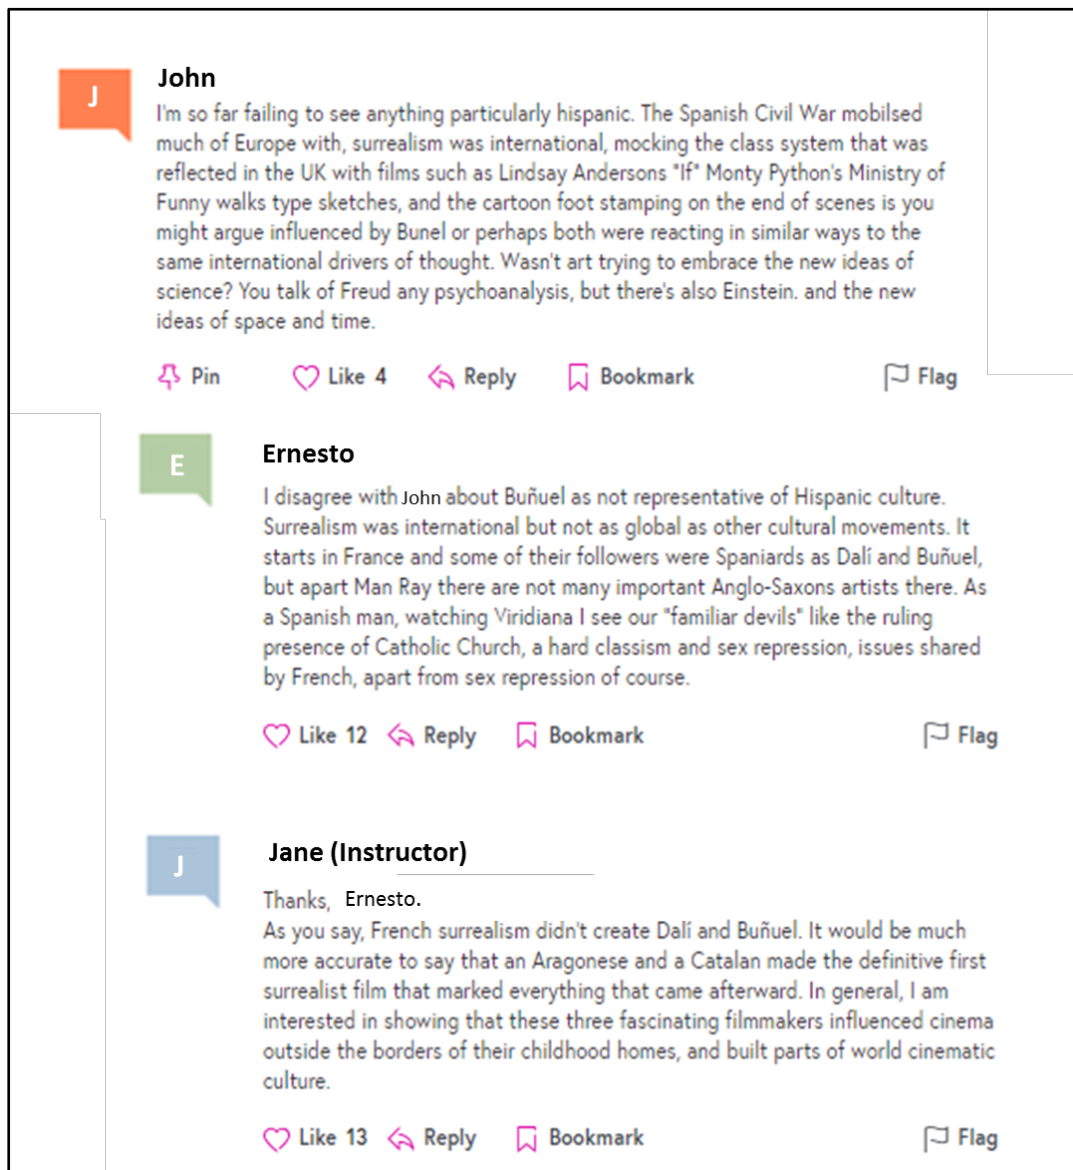 J
John
I'm so far failing to see anything particularly hispanic. The Spanish Civil War mobilsed
much of Europe with, surrealism was international, mocking the class system that was
reflected in the UK with films such as Lindsay Andersons "If" Monty Python's Ministry of
Funny walks type sketches, and the cartoon foot stamping on the end of scenes is you
might argue influenced by Bunel or perhaps both were reacting in similar ways to the
same international drivers of thought. Wasn't art trying to embrace the new ideas of
science? You talk of Freud any psychoanalysis, but there's also Einstein. and the new
ideas of space and time.
Pin Like 4 Reply Bookmark Flag
E
Ernesto
I disagree with John about Buñuel as not representative of Hispanic culture.
Surrealism was international but not as global as other cultural movements. It
starts in France and some of their followers were Spaniards as Dalí and Buñuel,
but apart Man Ray there are not many important Anglo-Saxons artists there. As
a Spanish man, watching Viridiana I see our "familiar devils" like the ruling
presence of Catholic Church, a hard classism and sex repression, issues shared
by French, apart from sex repression of course.
Like 12 Reply Bookmark Flag
J
Jane (Instructor)
Thanks, Ernesto.
As you say, French surrealism didn't create Dalí and Buñuel. It would be much
more accurate to say that an Aragonese and a Catalan made the definitive first
surrealist film that marked everything that came afterward. In general, I am
interested in showing that these three fascinating filmmakers influenced cinema
outside the borders of their childhood homes, and built parts of world cinematic
culture.
Like 13 Reply Bookmark Flag